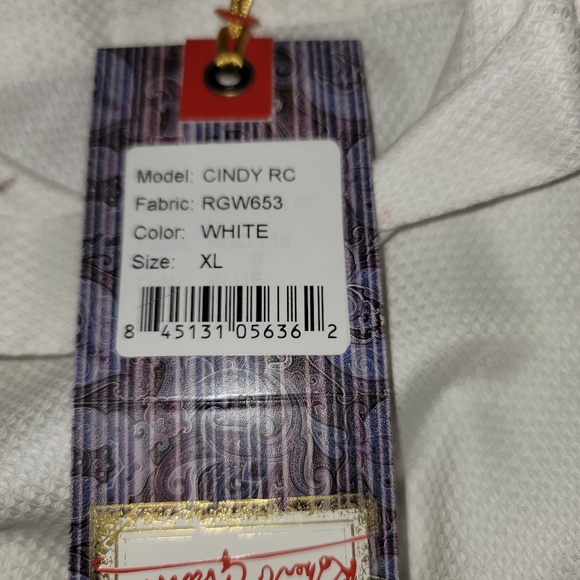 Model: CINDY RC
Fabric: RGW653
Color: WHITE
Size: XL
8 45131 05636 2